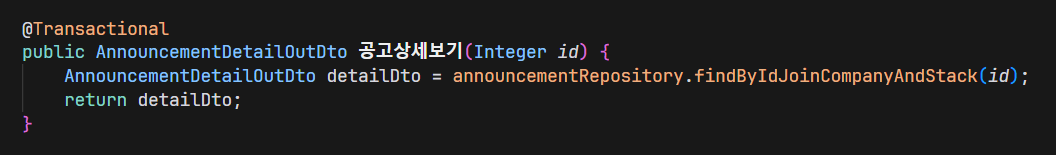 @Transactional
public AnnouncementDetailOutDto 공고상세보기(Integer id) {
    AnnouncementDetailOutDto detailDto = announcementRepository.findByIdJoinCompanyAndStack(id);
    return detailDto;
}